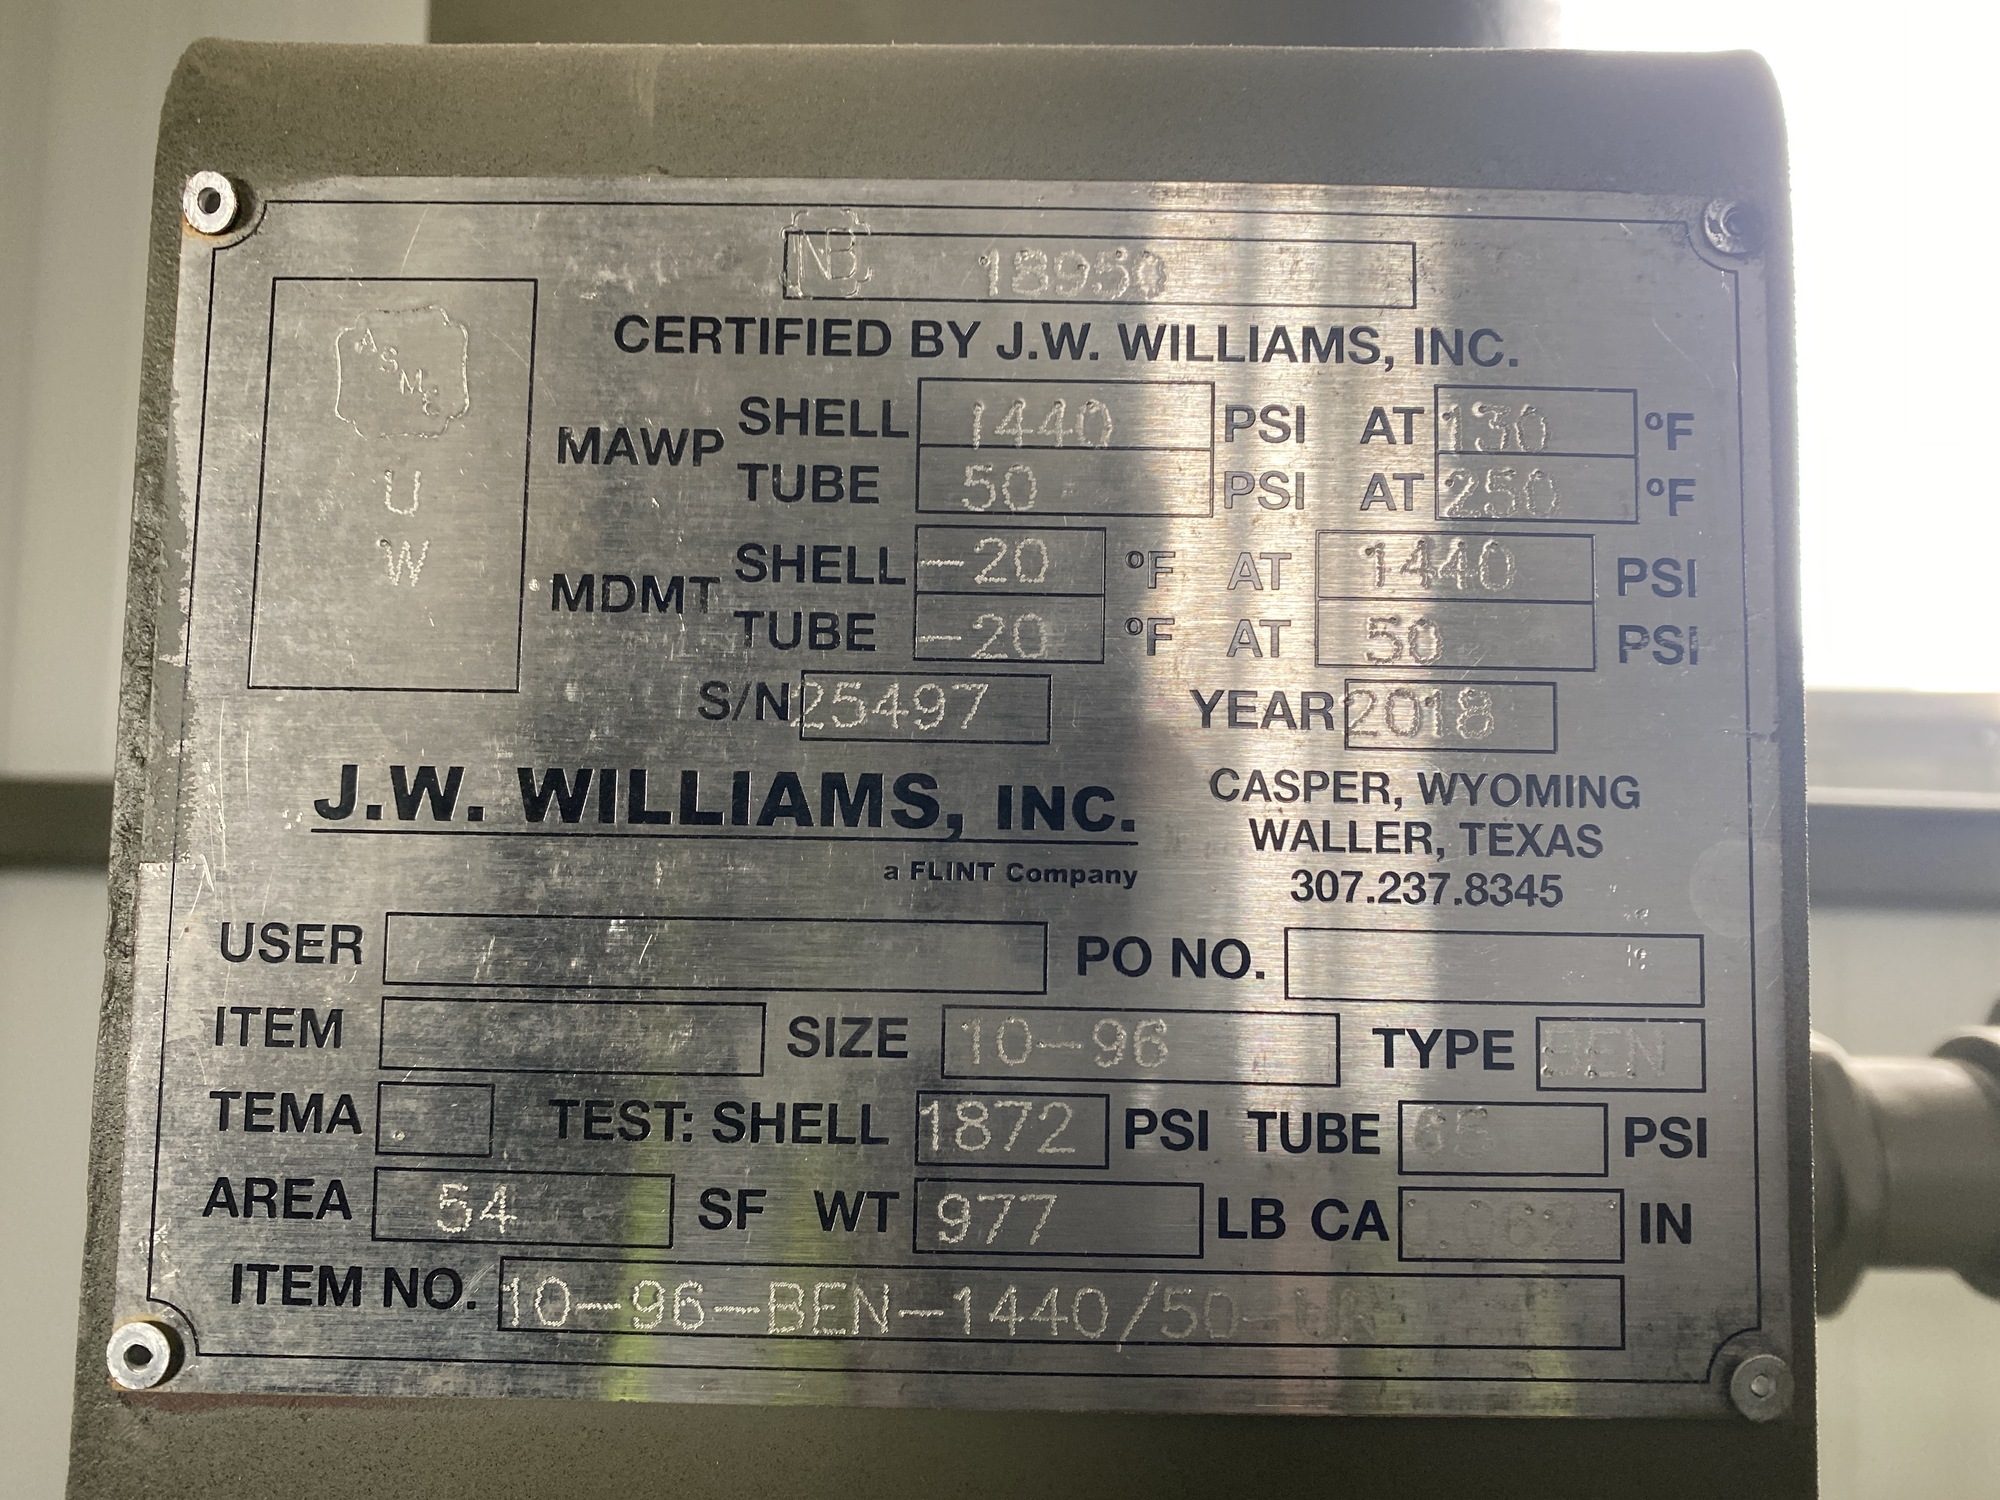 NB 18950
CERTIFIED BY J.W. WILLIAMS, INC.
ASME
U
W
MAWP SHELL 1440 PSI AT 130 °F
TUBE 50 PSI AT 250 °F
MDMT SHELL -20 °F AT 1440 PSI
TUBE -20 °F AT 50 PSI
S/N 25497 YEAR 2018
J.W. WILLIAMS, INC.
a FLINT Company
CASPER, WYOMING
WALLER, TEXAS
307.237.8345
USER PO NO.
ITEM SIZE 10-96 TYPE BEN
TEMA TEST: SHELL 1872 PSI TUBE 65 PSI
AREA 54 SF WT 977 LB CA IN
ITEM NO. 10-96-BEN-1440/50-